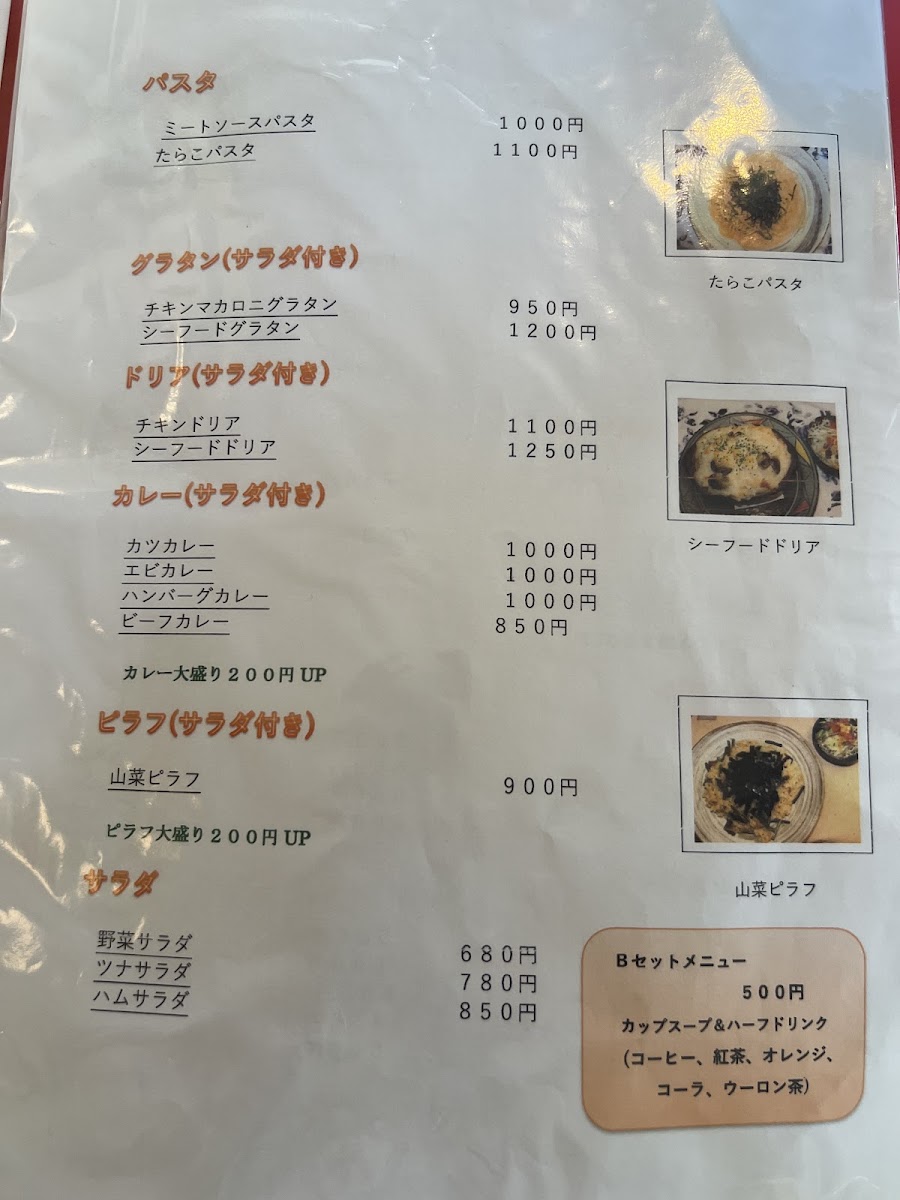 パスタ
ミートソースパスタ １０００円
たらこパスタ １１００円
たらこパスタ
グラタン(サラダ付き)
チキンマカロニグラタン ９５０円
シーフードグラタン １２００円
ドリア(サラダ付き)
チキンドリア １１００円
シーフードドリア １２５０円
シーフードドリア
カレー(サラダ付き)
カツカレー １０００円
エビカレー １０００円
ハンバーグカレー １０００円
ビーフカレー ８５０円
カレー大盛り２００円 UP
ピラフ(サラダ付き)
山菜ピラフ ９００円
ピラフ大盛り２００円 UP
山菜ピラフ
サラダ
野菜サラダ ６８０円
ツナサラダ ７８０円
ハムサラダ ８５０円
Ｂセットメニュー
５００円
カップスープ＆ハーフドリンク
(コーヒー、紅茶、オレンジ、
コーラ、ウーロン茶)